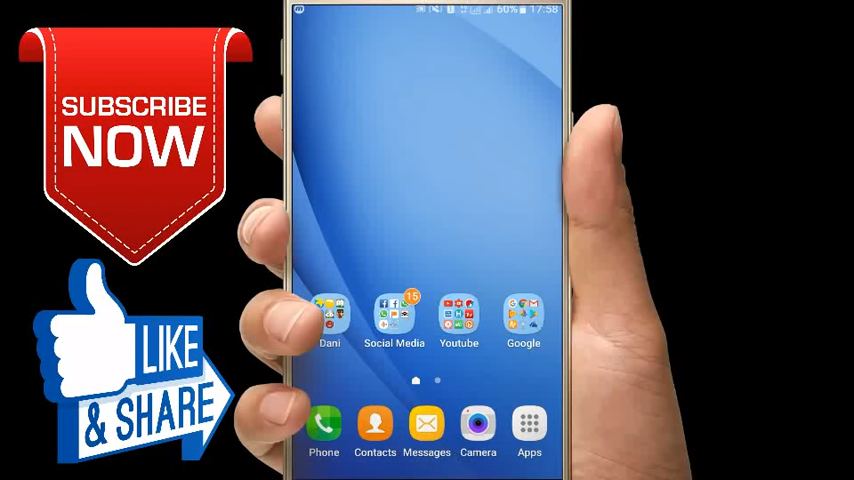 60% 17:58
SUBSCRIBE
NOW
15
Dani
Social Media
Youtube
Google
LIKE
& SHARE
Phone
Contacts
Messages
Camera
Apps